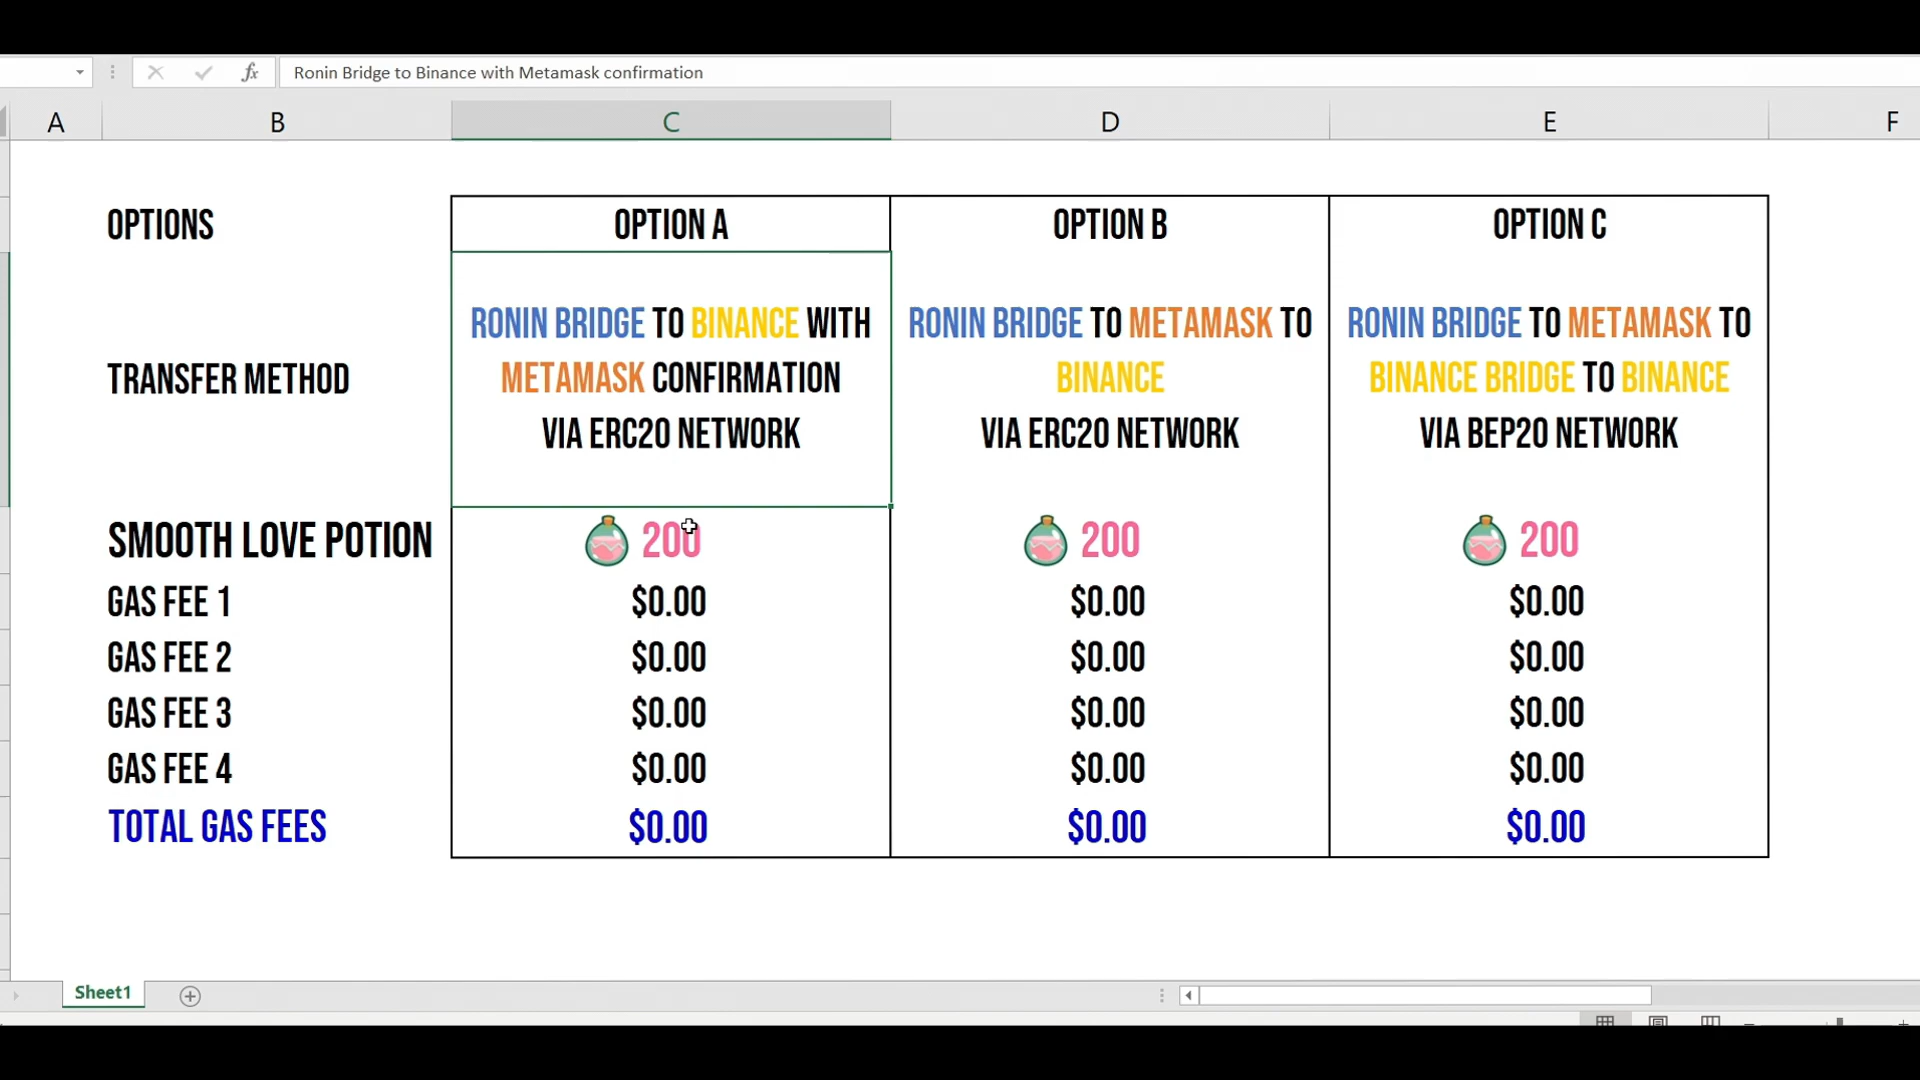 fx Ronin Bridge to Binance with Metamask confirmation
A B C D E F
OPTIONS OPTION A OPTION B OPTION C
TRANSFER METHOD
RONIN BRIDGE TO BINANCE WITH
METAMASK CONFIRMATION
VIA ERC20 NETWORK
RONIN BRIDGE TO METAMASK TO
BINANCE
VIA ERC20 NETWORK
RONIN BRIDGE TO METAMASK TO
BINANCE BRIDGE TO BINANCE
VIA BEP20 NETWORK
SMOOTH LOVE POTION 200 200 200
GAS FEE 1 $0.00 $0.00 $0.00
GAS FEE 2 $0.00 $0.00 $0.00
GAS FEE 3 $0.00 $0.00 $0.00
GAS FEE 4 $0.00 $0.00 $0.00
TOTAL GAS FEES $0.00 $0.00 $0.00
Sheet1